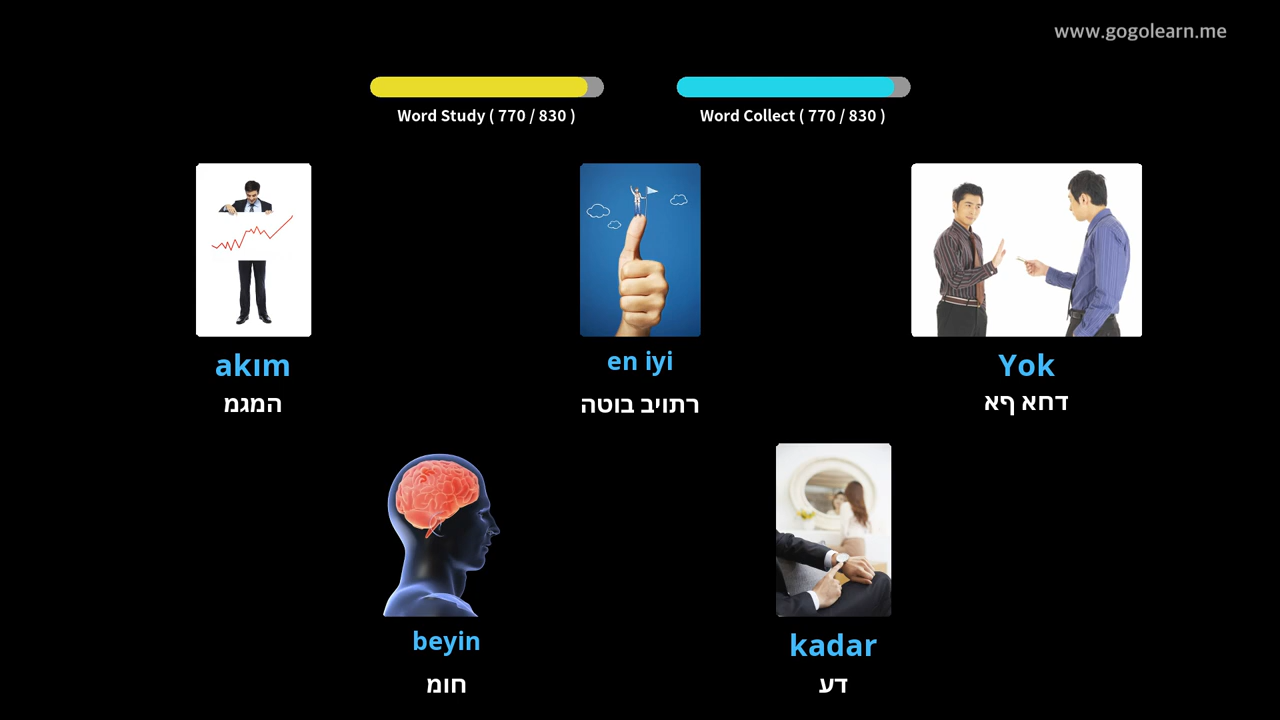 www.gogolearn.me
Word Study ( 770 / 830 )
Word Collect ( 770 / 830 )
akım
המגמ
en iyi
רתויב בוטה
Yok
דחא ףא
beyin
חומ
kadar
דע